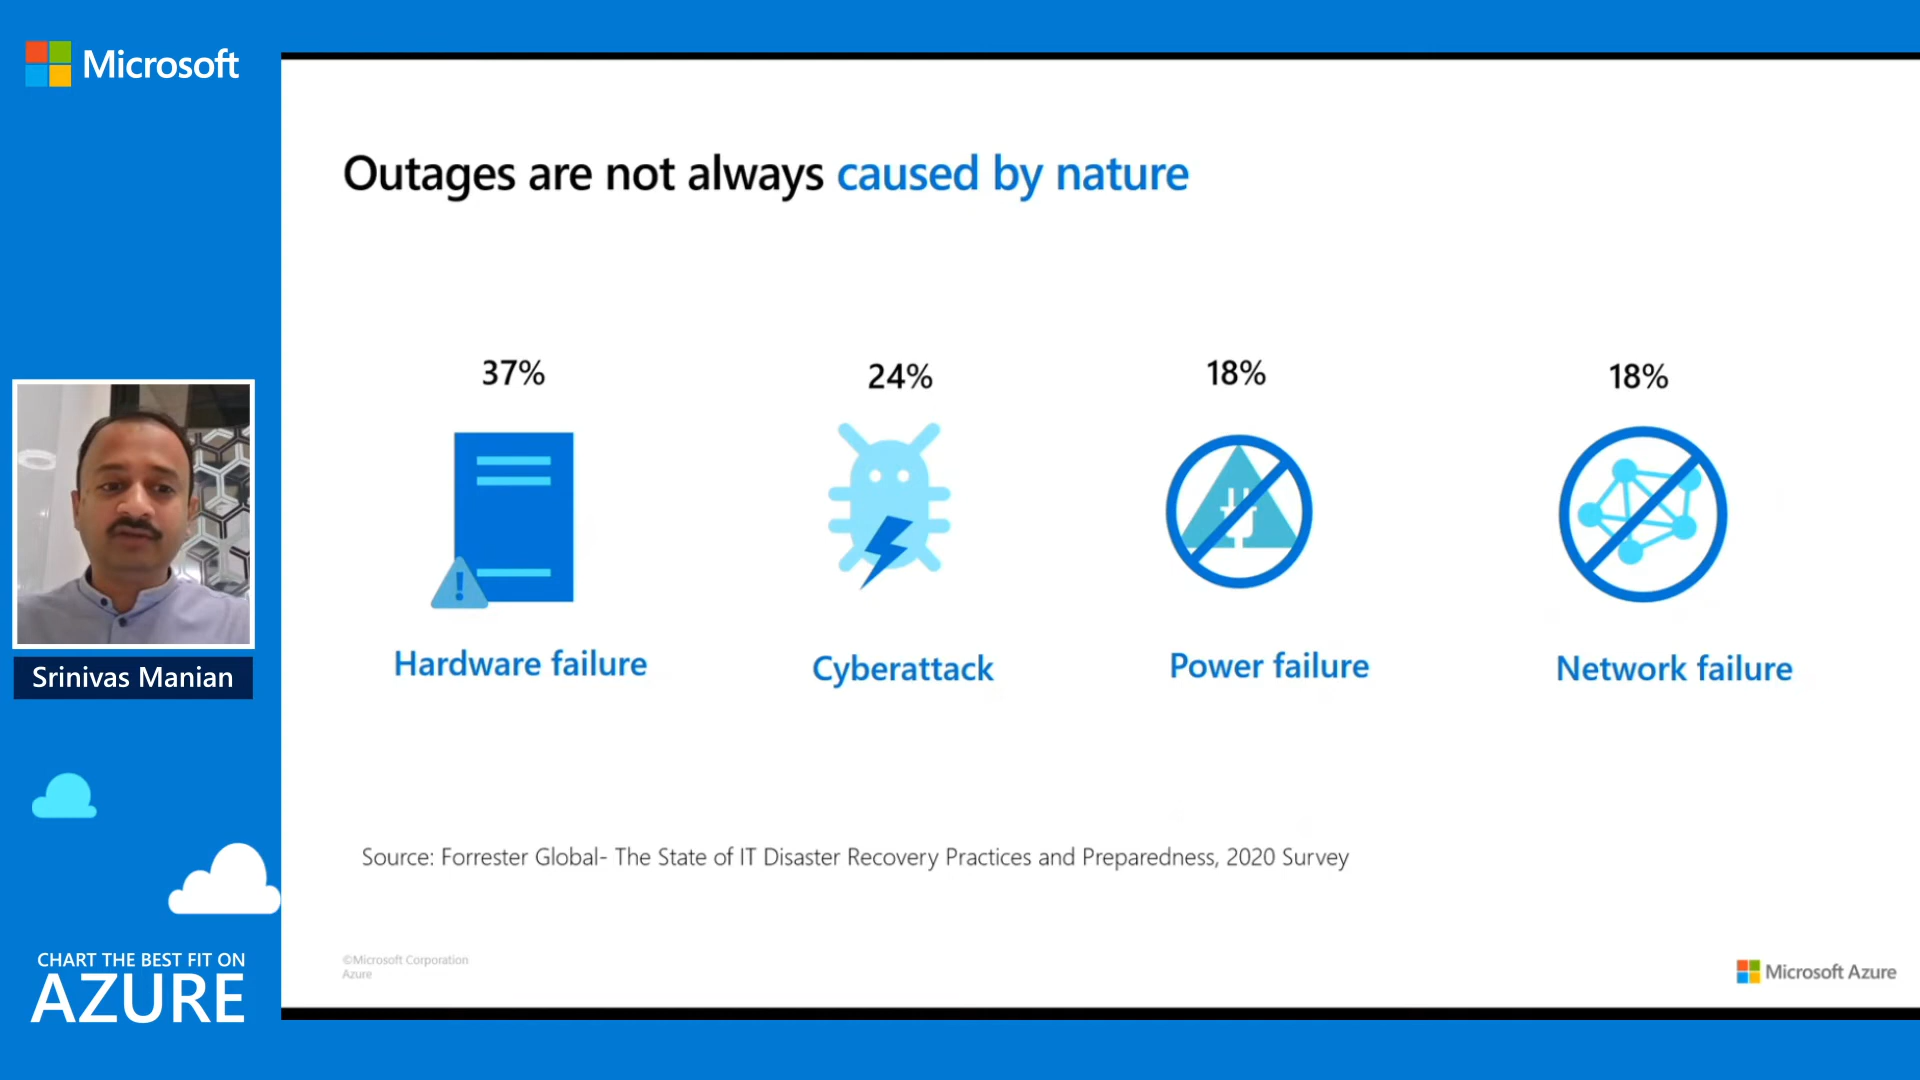 Microsoft
Outages are not always caused by nature
37%
24%
18%
18%
Hardware failure
Cyberattack
Power failure
Network failure
Srinivas Manian
Source: Forrester Global- The State of IT Disaster Recovery Practices and Preparedness, 2020 Survey
CHART THE BEST FIT ON
AZURE
©Microsoft Corporation
Azure
Microsoft Azure